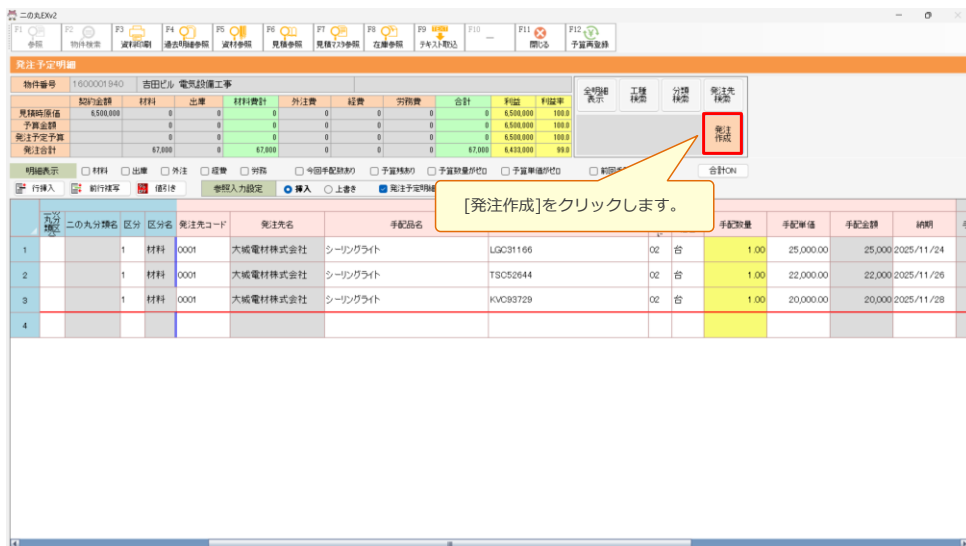 二の丸EXv2
F1 参照 F2 物件検索 F3 資材印刷 F4 過去明細参照 F5 資材参照 F6 見積参照 F7 見積マスタ参照 F8 在庫参照 F9 テキスト取込 F10 F11 閉じる F12 予算再登録
発注予定明細
物件番号 1600001940 吉田ビル 電気設備工事
全明細表示 工種検索 分類検索 発注先検索
契約金額 材料 出庫 材料費計 外注費 経費 労務費 合計 利益 利益率
見積時原価 6,500,000 0 0 0 0 0 0 0 6,500,000 100.0
予算金額 0 0 0 0 0 0 0 6,500,000 100.0
発注予定予算 0 0 0 0 0 0 0 6,500,000 100.0
発注合計 67,000 0 67,000 0 0 0 67,000 6,433,000 99.0
発注作成
明細表示 材料 出庫 外注 経費 労務 今回手配数あり 予算残あり 予算数量がゼロ 予算単価がゼロ 合計ON
行挿入 前行複写 値引き 参照入力設定 挿入 上書き 発注予定明細
[発注作成]をクリックします。
二の丸分類名 区分 区分名 発注先コード 発注先名 手配品名 手配数量 手配単価 手配金額 納期
1 1 材料 0001 大城電材株式会社 シーリングライト LGC31166 02 台 1.00 25,000.00 25,000 2025/11/24
2 1 材料 0001 大城電材株式会社 シーリングライト TSC52644 02 台 1.00 22,000.00 22,000 2025/11/26
3 1 材料 0001 大城電材株式会社 シーリングライト KVC93729 02 台 1.00 20,000.00 20,000 2025/11/28
4